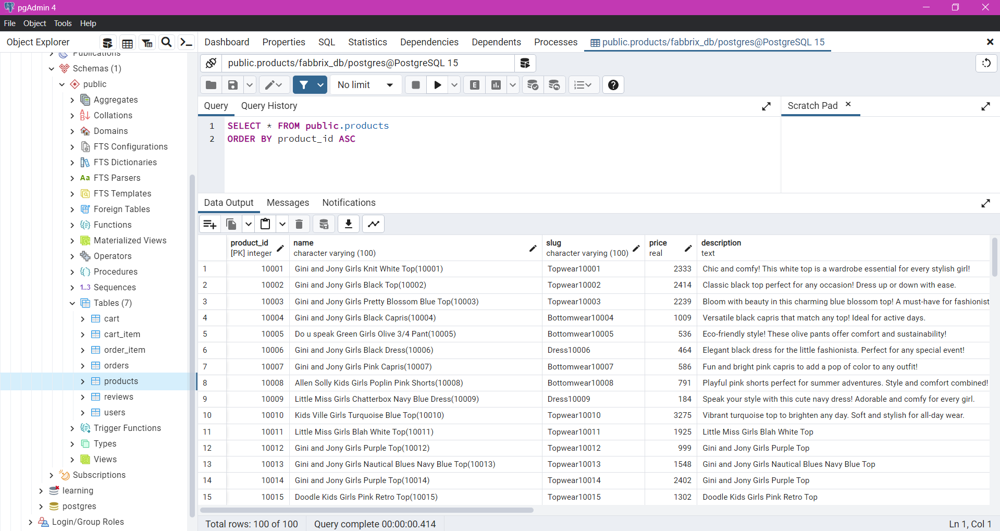 pgAdmin 4
File Object Tools Help
Object Explorer
Dashboard Properties SQL Statistics Dependencies Dependents Processes public.products/fabbrix_db/postgres@PostgreSQL 15
Publications
Schemas (1)
public
Aggregates
Collations
Domains
FTS Configurations
FTS Dictionaries
Aa FTS Parsers
FTS Templates
Foreign Tables
Functions
Materialized Views
Operators
Procedures
1..3 Sequences
Tables (7)
cart
cart_item
order_item
orders
products
reviews
users
Trigger Functions
Types
Views
Subscriptions
learning
postgres
Login/Group Roles
public.products/fabbrix_db/postgres@PostgreSQL 15
No limit
E
Query Query History
Scratch Pad
1 SELECT * FROM public.products
2 ORDER BY product_id ASC
Data Output Messages Notifications
product_id name slug price description
[PK] integer character varying (100) character varying (100) real text
1 10001 Gini and Jony Girls Knit White Top(10001) Topwear10001 2333 Chic and comfy! This white top is a wardrobe essential for every stylish girl!
2 10002 Gini and Jony Girls Black Top(10002) Topwear10002 2414 Classic black top perfect for any occasion! Dress up or down with ease.
3 10003 Gini and Jony Girls Pretty Blossom Blue Top(10003) Topwear10003 2239 Bloom with beauty in this charming blue blossom top! A must-have for fashionist
4 10004 Gini and Jony Girls Black Capris(10004) Bottomwear10004 1009 Versatile black capris that match any top! Ideal for active days.
5 10005 Do u speak Green Girls Olive 3/4 Pant(10005) Bottomwear10005 536 Eco-friendly style! These olive pants offer comfort and sustainability!
6 10006 Gini and Jony Girls Black Dress(10006) Dress10006 464 Elegant black dress for the little fashionista. Perfect for any special event!
7 10007 Gini and Jony Girls Pink Capris(10007) Bottomwear10007 586 Fun and bright pink capris to add a pop of color to any outfit!
8 10008 Allen Solly Kids Girls Poplin Pink Shorts(10008) Bottomwear10008 791 Playful pink shorts perfect for summer adventures. Style and comfort combined!
9 10009 Little Miss Girls Chatterbox Navy Blue Dress(10009) Dress10009 184 Speak your style with this cute navy dress! Adorable and comfy for every girl.
10 10010 Kids Ville Girls Turquoise Blue Top(10010) Topwear10010 3275 Vibrant turquoise top to brighten any day. Soft and stylish for all-day wear.
11 10011 Little Miss Girls Blah White Top(10011) Topwear10011 1925 Little Miss Girls Blah White Top
12 10012 Gini and Jony Girls Purple Top(10012) Topwear10012 999 Gini and Jony Girls Purple Top
13 10013 Gini and Jony Girls Nautical Blues Navy Blue Top(10013) Topwear10013 1548 Gini and Jony Girls Nautical Blues Navy Blue Top
14 10014 Gini and Jony Girls Purple Top(10014) Topwear10014 2402 Gini and Jony Girls Purple Top
15 10015 Doodle Kids Girls Pink Retro Top(10015) Topwear10015 1302 Doodle Kids Girls Pink Retro Top
Total rows: 100 of 100 Query complete 00:00:00.414 Ln 1, Col 1